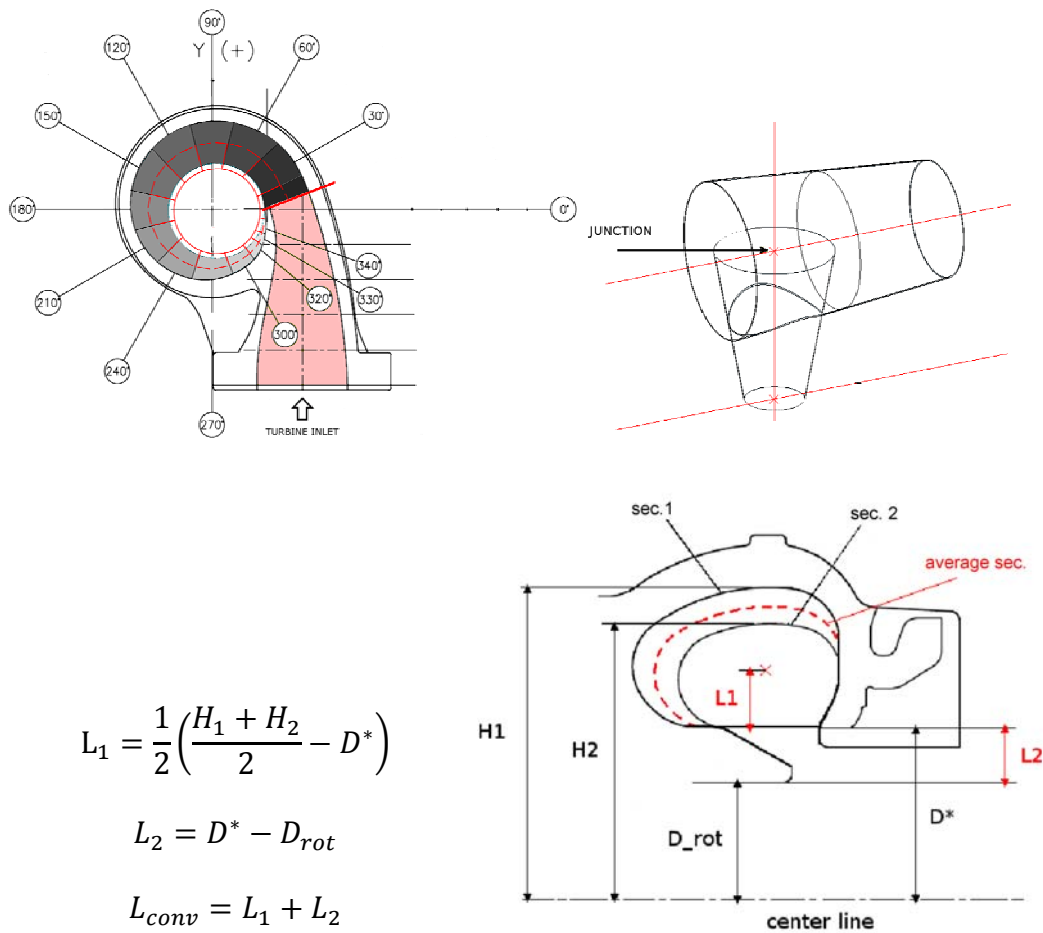 90°
120°
Y (+)
60°
150°
30°
180°
0°
210°
340°
330°
320°
300°
240°
270°
TURBINE INLET
JUNCTION
sec.1
sec. 2
average sec.
L1
H1
H2
L2
D*
D_rot
center line
L₁ = 1/2 ( (H₁ + H₂)/2 − D* )
L₂ = D* − D_rot
L_conv = L₁ + L₂